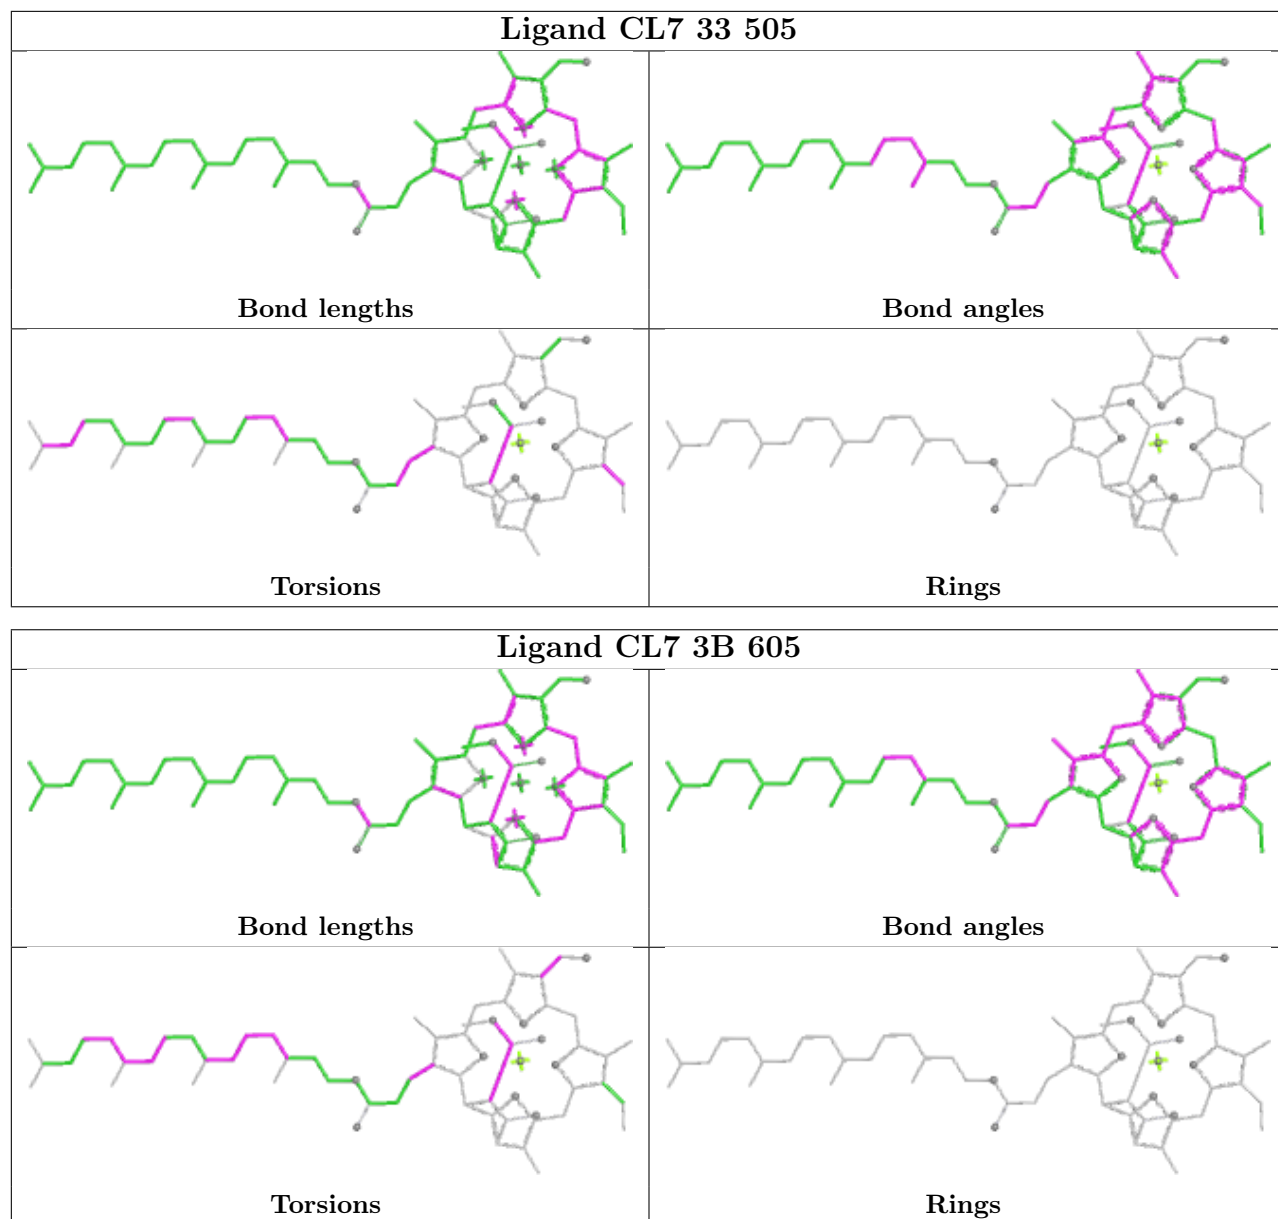 Ligand CL7 33 505
Bond lengths
Bond angles
Torsions
Rings
Ligand CL7 3B 605
Bond lengths
Bond angles
Torsions
Rings